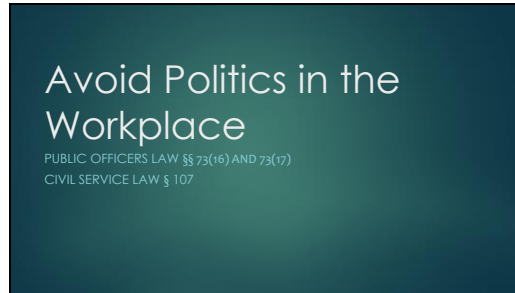 Avoid Politics in the
Workplace
PUBLIC OFFICERS LAW §§ 73(16) AND 73(17)
CIVIL SERVICE LAW § 107